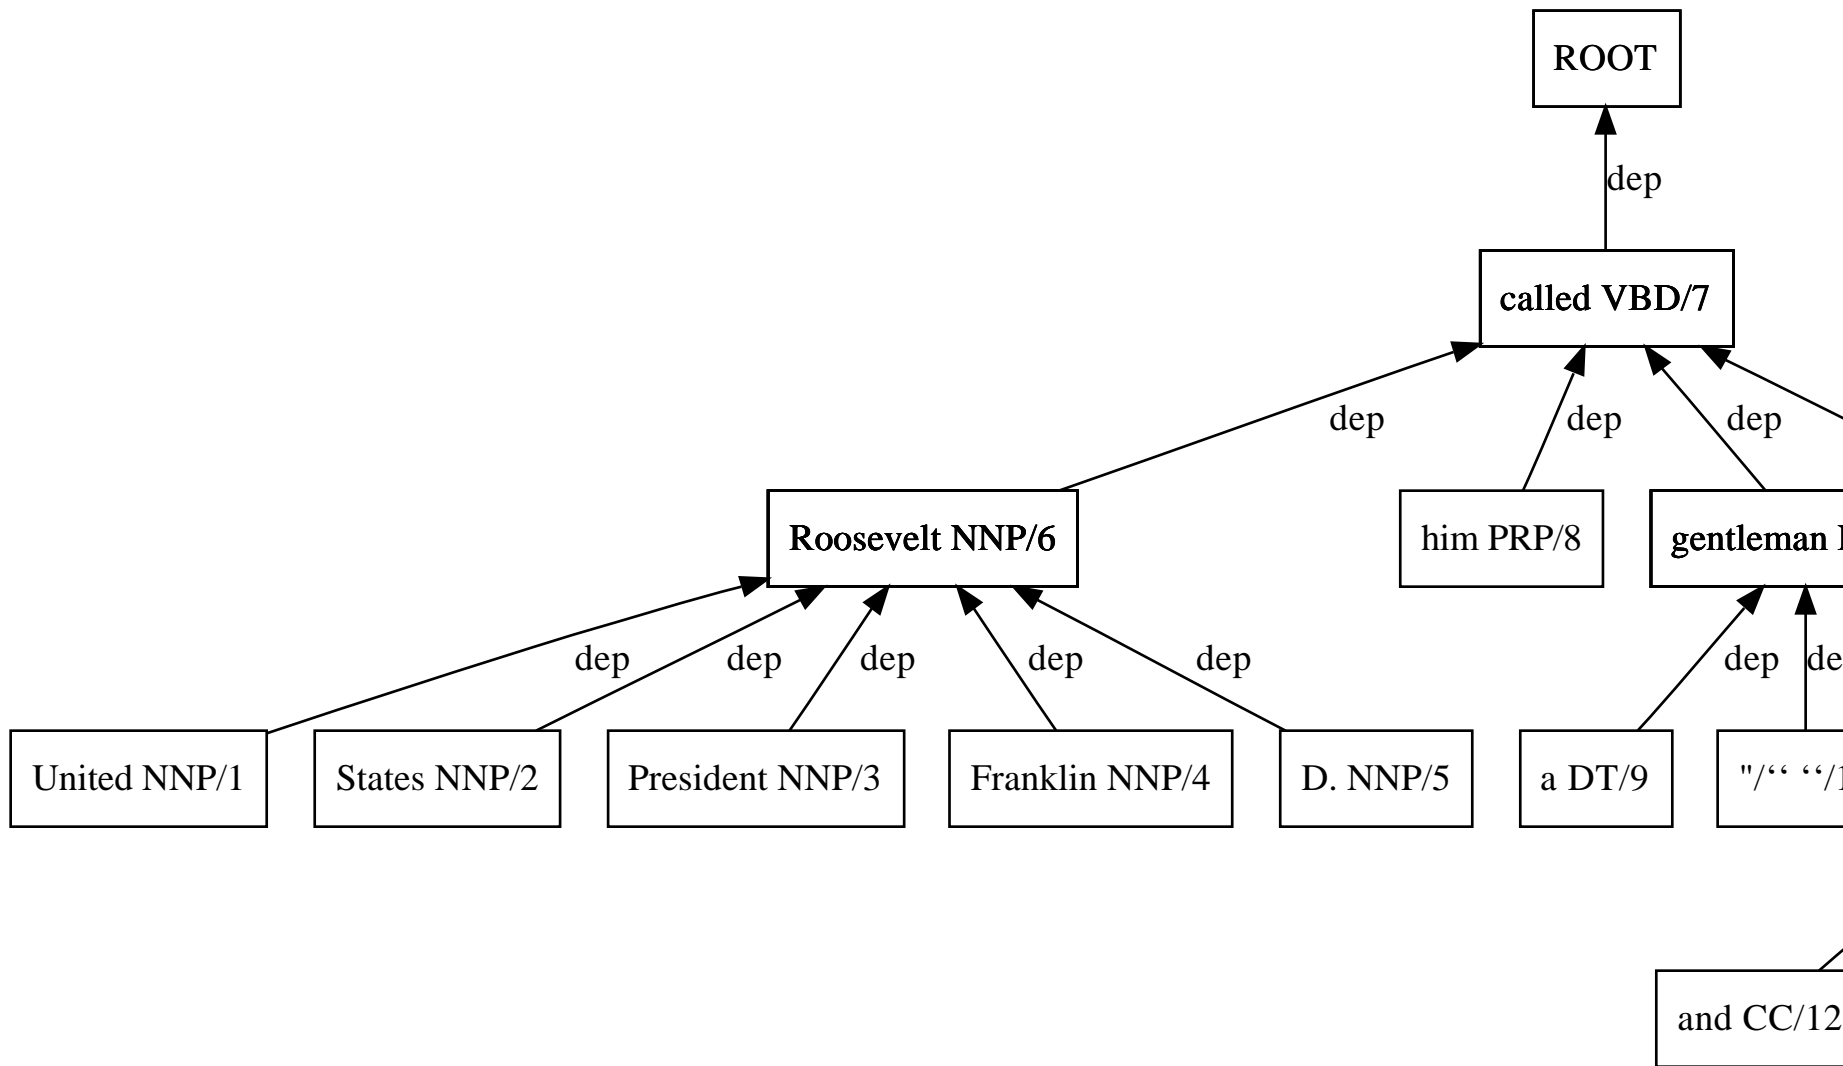 ROOT
dep
called VBD/7
dep dep dep
Roosevelt NNP/6 him PRP/8 gentleman
dep dep dep dep dep dep
United NNP/1 States NNP/2 President NNP/3 Franklin NNP/4 D. NNP/5 a DT/9 "/“ “/1
and CC/12